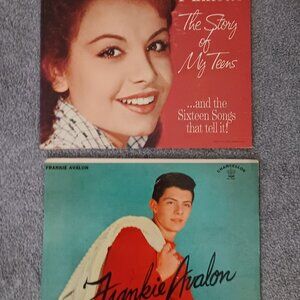 The Story
of
My Teens
...and the
Sixteen Songs
that tell it!
FRANKIE AVALON
CHANCELLOR
Frankie Avalon